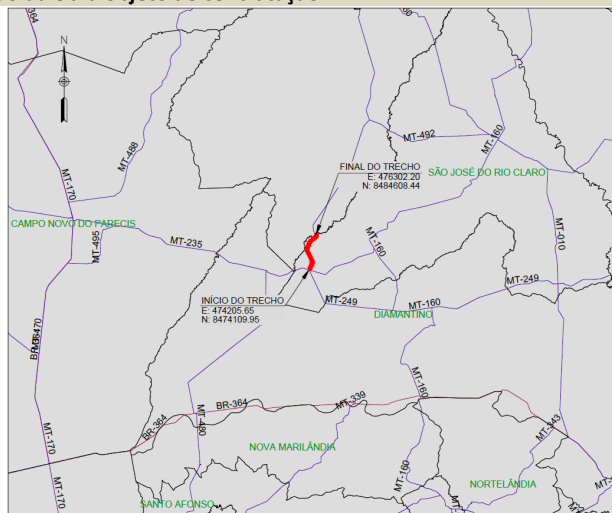 N
MT-170
MT-488
MT-492
MT-160
FINAL DO TRECHO
E: 476302.20
N: 8484608.44
SÃO JOSÉ DO RIO CLARO
CAMPO NOVO DO PARECIS
MT-495
MT-235
MT-160
MT-010
INÍCIO DO TRECHO
E: 474205.65
N: 8474109.95
MT-249
MT-160
MT-249
DIAMANTINO
MT-160
BR-364
BR-364
MT-339
MT-480
MT-343
MT-170
MT-170
NOVA MARILÂNDIA
MT-160
NORTELÂNDIA
SANTO AFONSO